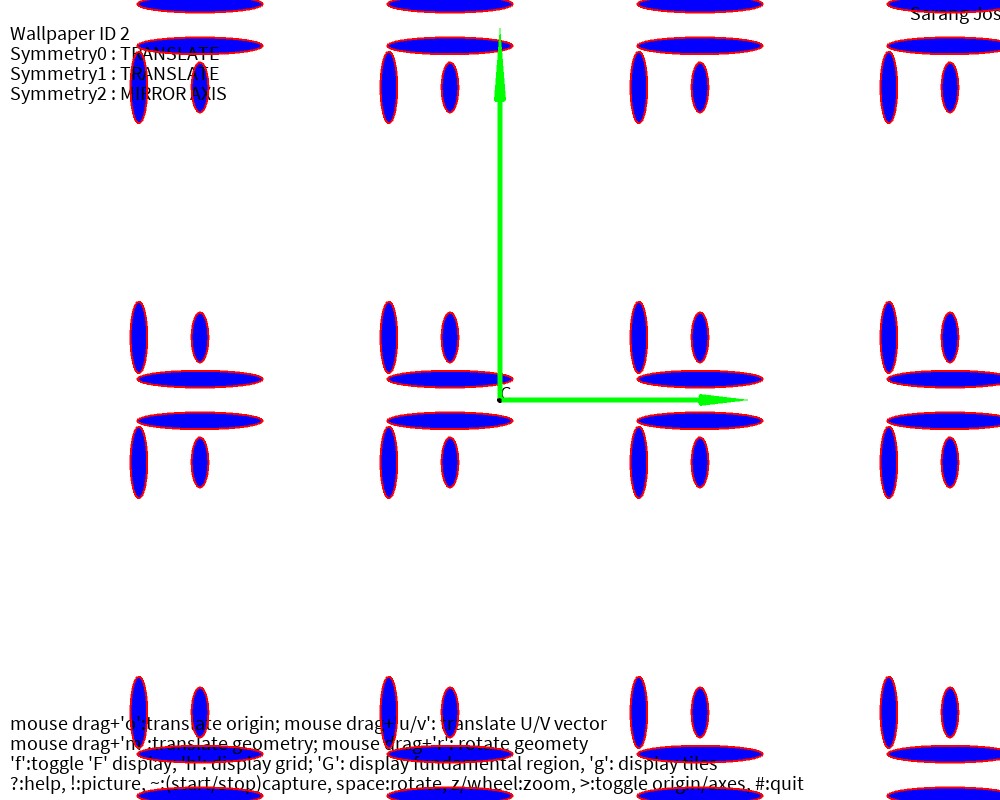 Sarang Jos
Wallpaper ID 2
Symmetry0 : TRANSLATE
Symmetry1 : TRANSLATE
Symmetry2 : MIRROR AXIS
mouse drag+'o':translate origin; mouse drag+'u/v': translate U/V vector
mouse drag+'m':translate geometry; mouse drag+'r': rotate geomety
'f':toggle 'F' display, 'h': display grid; 'G': display fundamental region, 'g': display tiles
?:help, !:picture, ~:(start/stop)capture, space:rotate, z/wheel:zoom, >:toggle origin/axes, #:quit